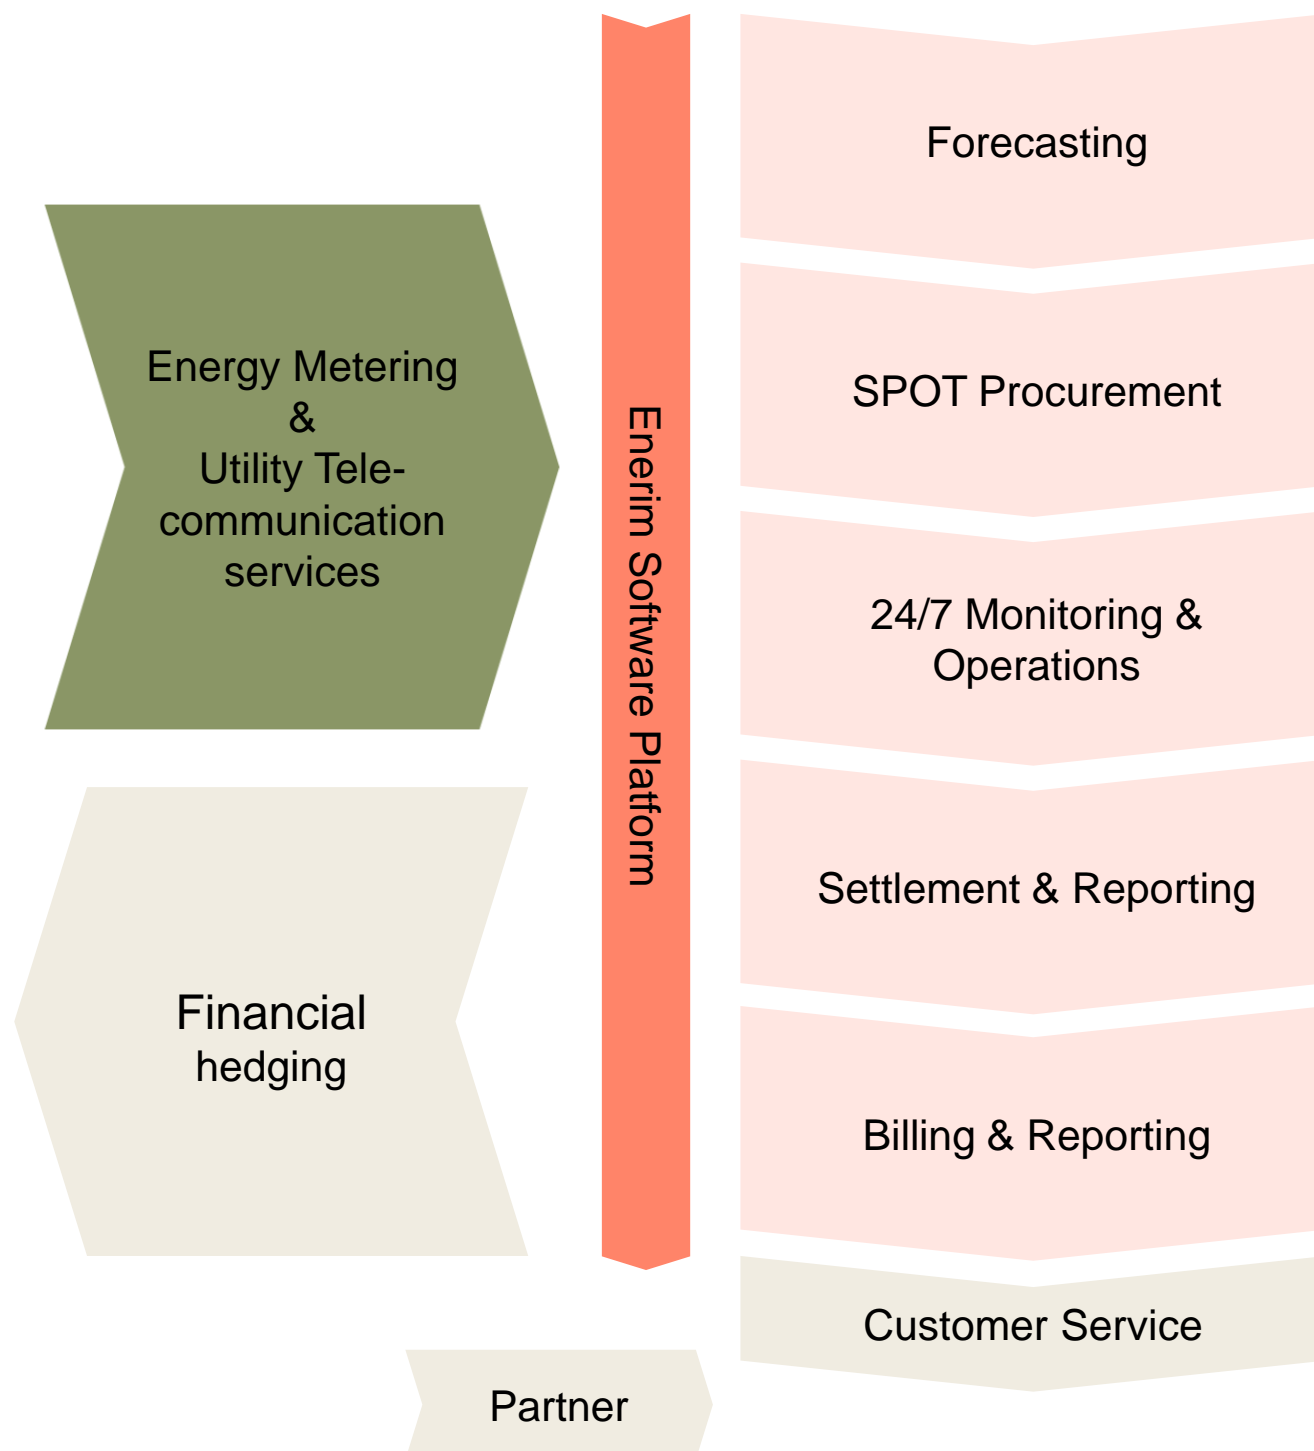 Energy Metering
&
Utility Tele-
communication
services
Financial
hedging
Enerim Software Platform
Forecasting
SPOT Procurement
24/7 Monitoring &
Operations
Settlement & Reporting
Billing & Reporting
Customer Service
Partner